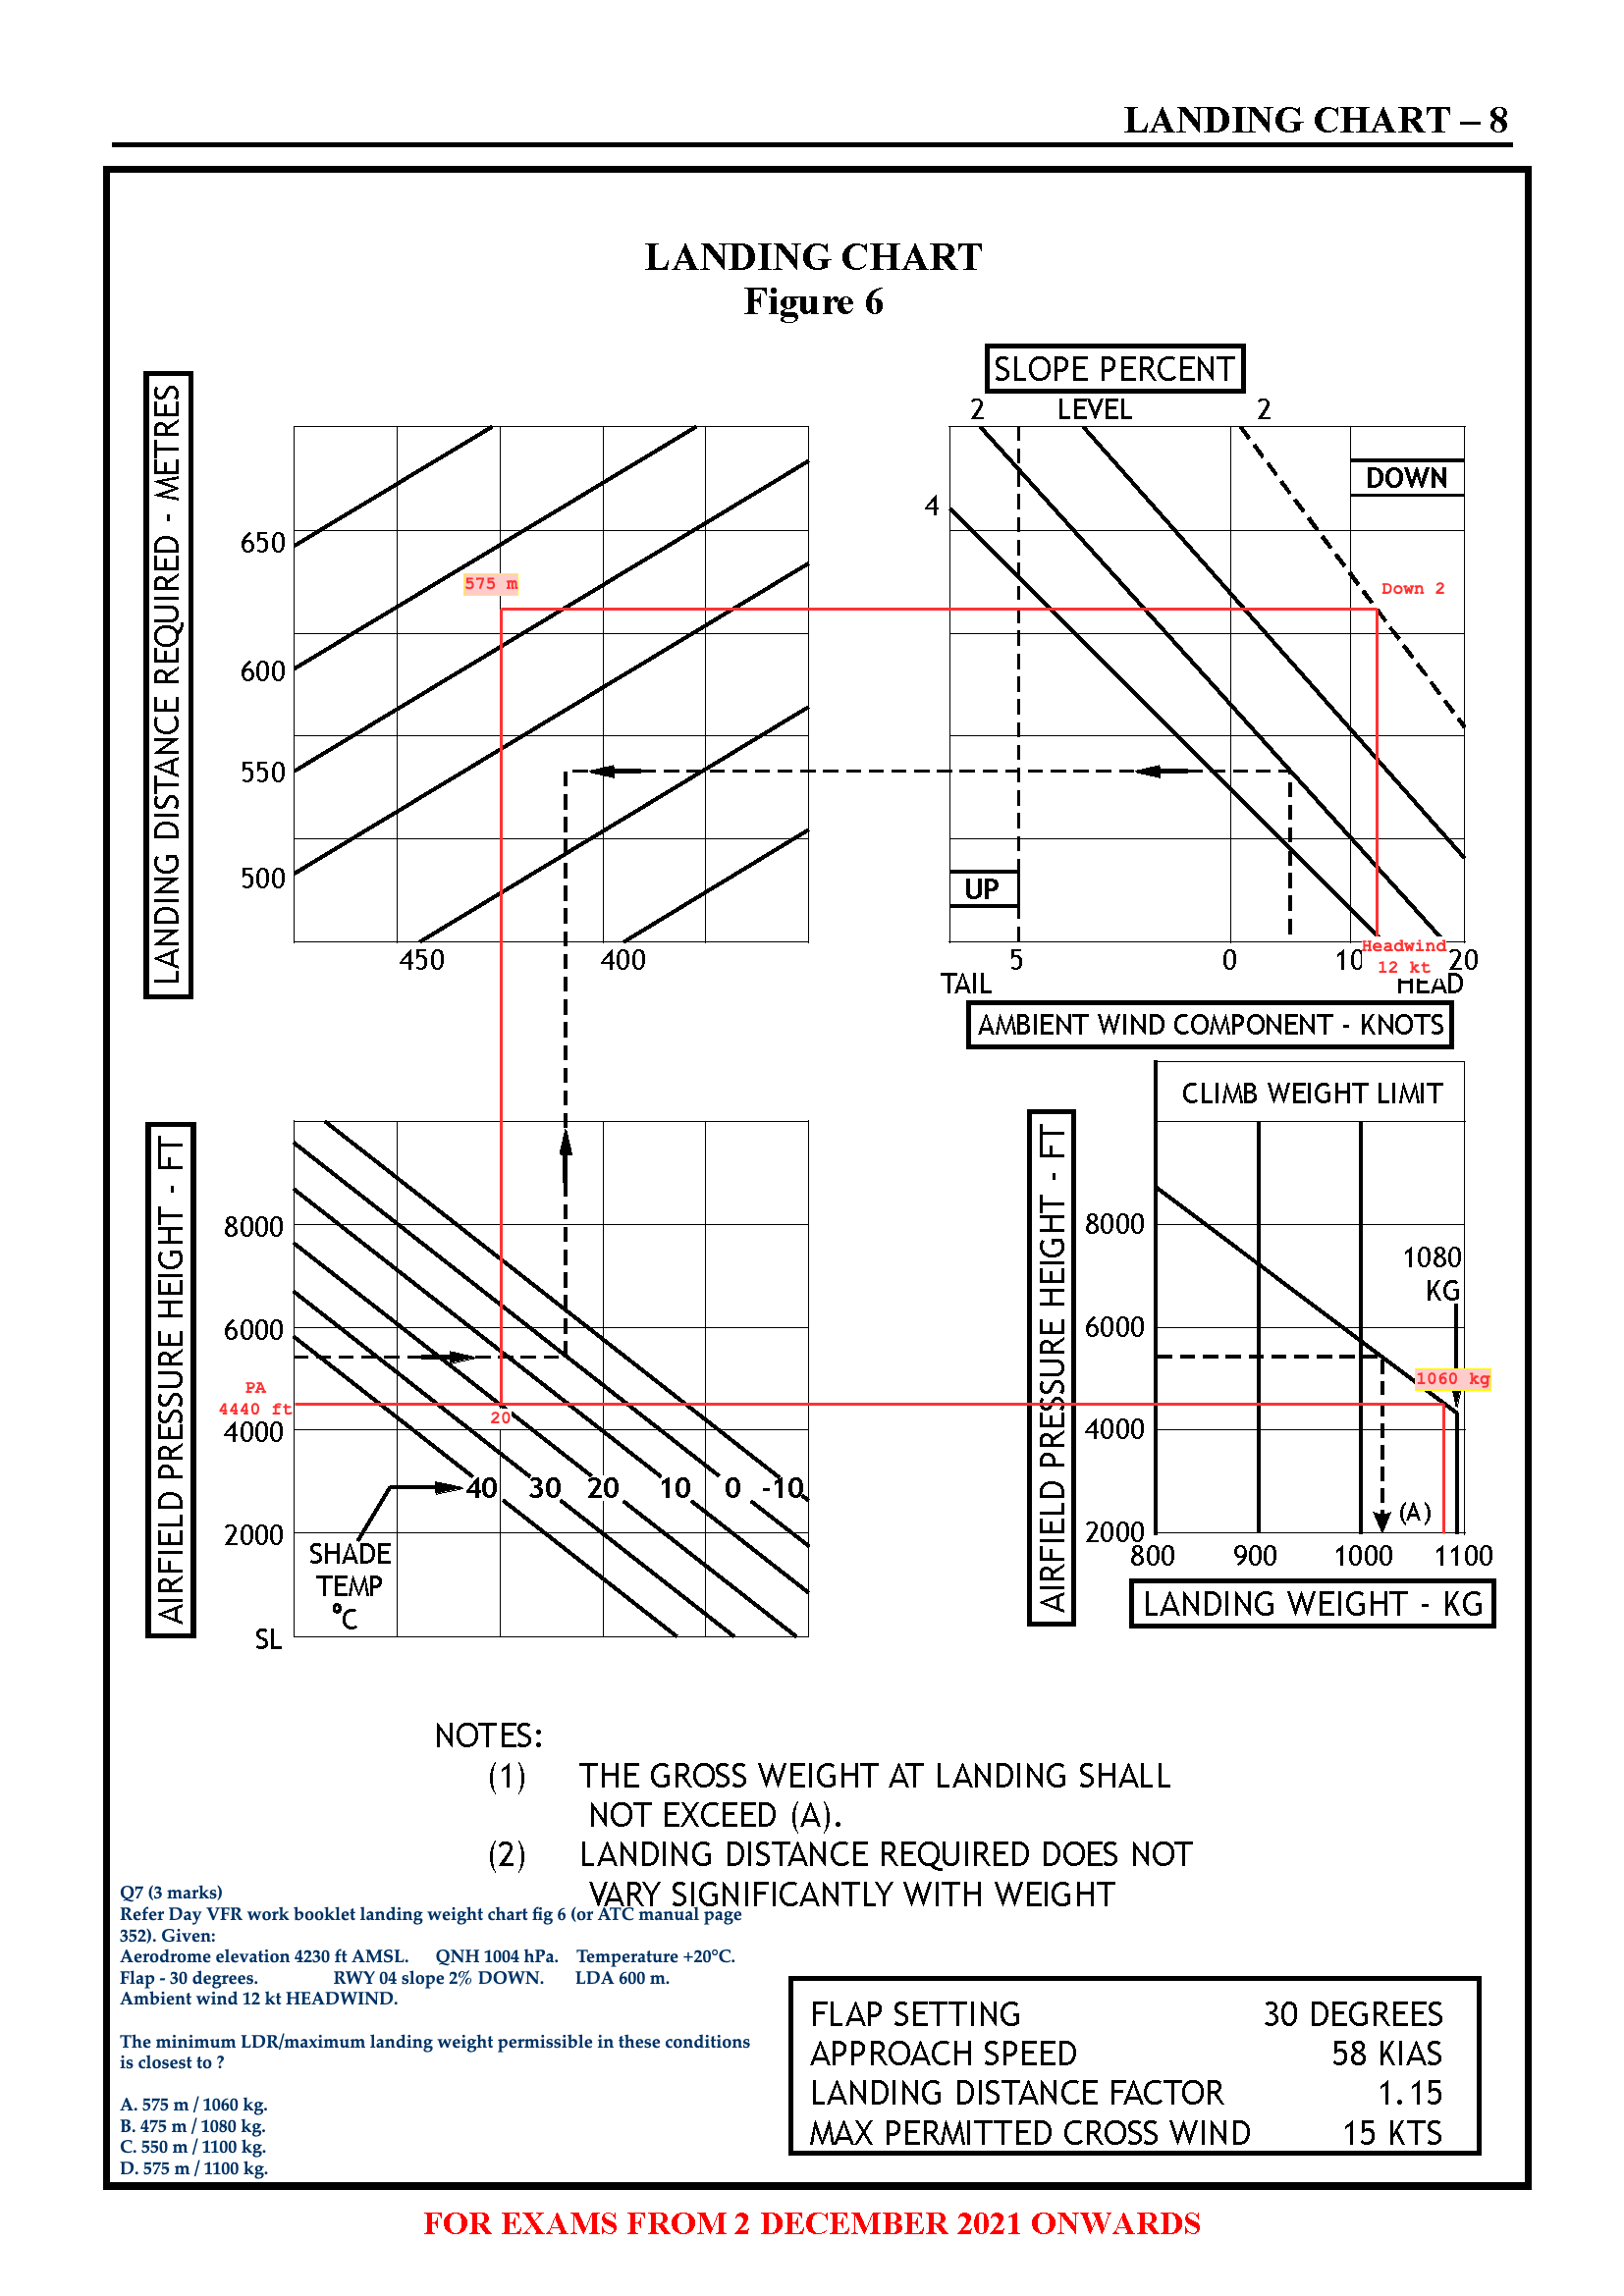 LANDING CHART – 8
LANDING CHART
Figure 6
SLOPE PERCENT
2 LEVEL 2
LANDING DISTANCE REQUIRED - METRES
650
600
550
500
450 400
575 m
4
DOWN
Down 2
UP
5 0 10 20
Headwind
12 kt
TAIL HEAD
AMBIENT WIND COMPONENT - KNOTS
AIRFIELD PRESSURE HEIGHT - FT
8000
6000
4000
2000
SL
PA
4440 ft
20
40 30 20 10 0 -10
SHADE
TEMP
°C
CLIMB WEIGHT LIMIT
AIRFIELD PRESSURE HEIGHT - FT
8000
6000
4000
2000
1080
KG
1060 kg
(A)
800 900 1000 1100
LANDING WEIGHT - KG
NOTES:
(1) THE GROSS WEIGHT AT LANDING SHALL
NOT EXCEED (A).
(2) LANDING DISTANCE REQUIRED DOES NOT
VARY SIGNIFICANTLY WITH WEIGHT
Q7 (3 marks)
Refer Day VFR work booklet landing weight chart fig 6 (or ATC manual page
352). Given:
Aerodrome elevation 4230 ft AMSL. QNH 1004 hPa. Temperature +20°C.
Flap - 30 degrees. RWY 04 slope 2% DOWN. LDA 600 m.
Ambient wind 12 kt HEADWIND.
The minimum LDR/maximum landing weight permissible in these conditions
is closest to ?
A. 575 m / 1060 kg.
B. 475 m / 1080 kg.
C. 550 m / 1100 kg.
D. 575 m / 1100 kg.
FLAP SETTING 30 DEGREES
APPROACH SPEED 58 KIAS
LANDING DISTANCE FACTOR 1.15
MAX PERMITTED CROSS WIND 15 KTS
FOR EXAMS FROM 2 DECEMBER 2021 ONWARDS